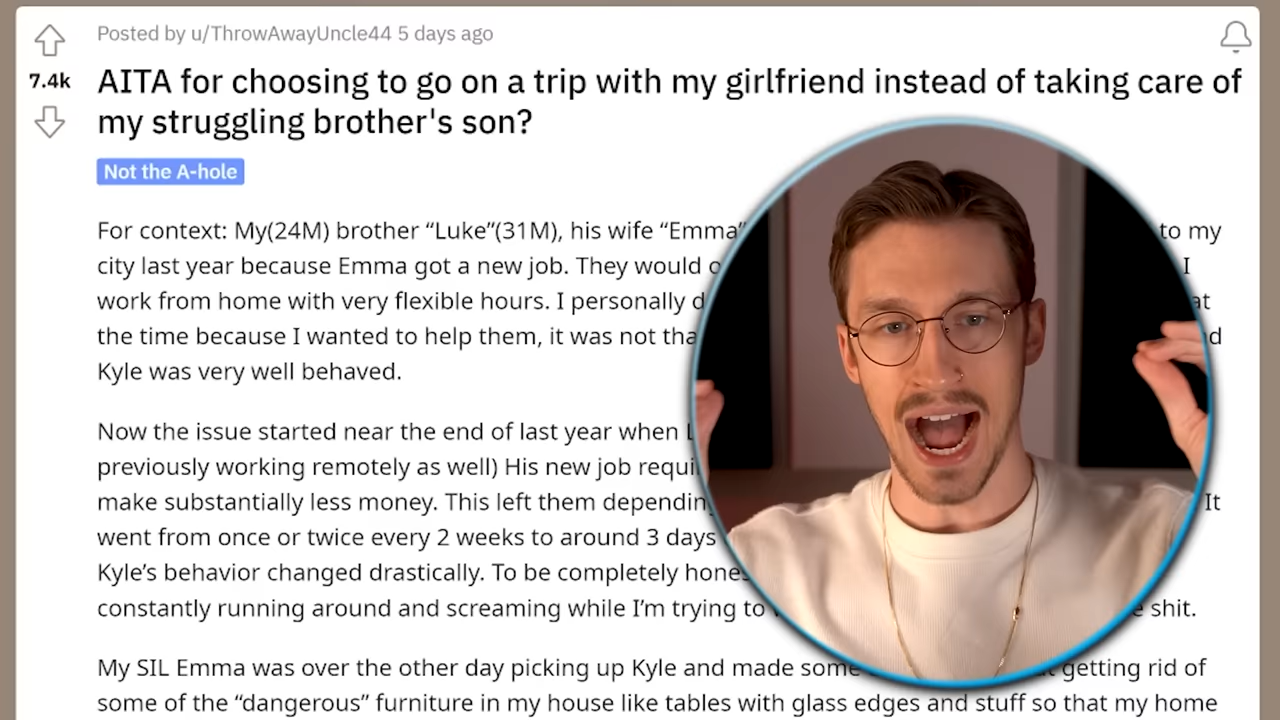 Posted by u/ThrowAwayUncle44 5 days ago
7.4k
AITA for choosing to go on a trip with my girlfriend instead of taking care of
my struggling brother's son?
Not the A-hole
For context: My(24M) brother “Luke”(31M), his wife “Emma” to my
city last year because Emma got a new job. They would I
work from home with very flexible hours. I personally
the time because I wanted to help them, it was not
Kyle was very well behaved.
Now the issue started near the end of last year when
previously working remotely as well) His new job
make substantially less money. This left them It
went from once or twice every 2 weeks to around 3 days
Kyle’s behavior changed drastically. To be completely
constantly running around and screaming while I’m trying to shit.
My SIL Emma was over the other day picking up Kyle and made some getting rid of
some of the “dangerous” furniture in my house like tables with glass edges and stuff so that my home